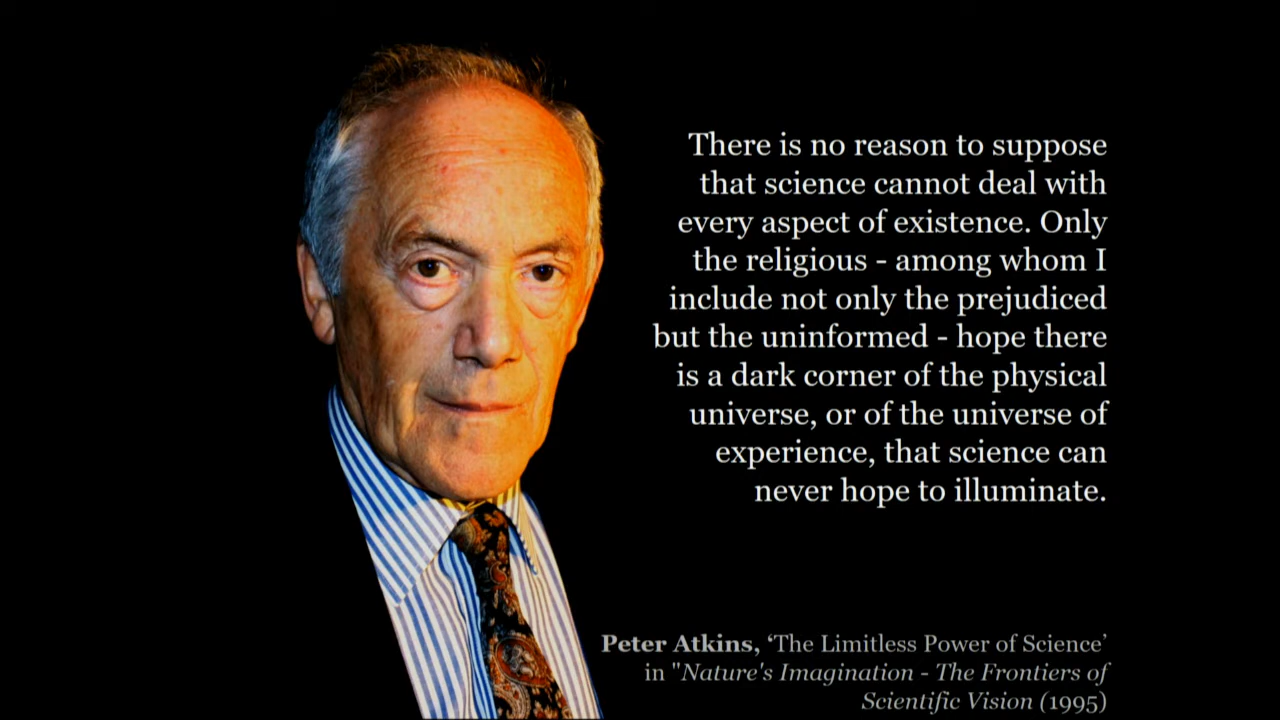 There is no reason to suppose
that science cannot deal with
every aspect of existence. Only
the religious - among whom I
include not only the prejudiced
but the uninformed - hope there
is a dark corner of the physical
universe, or of the universe of
experience, that science can
never hope to illuminate.
Peter Atkins, ‘The Limitless Power of Science’
in "Nature's Imagination - The Frontiers of
Scientific Vision (1995)